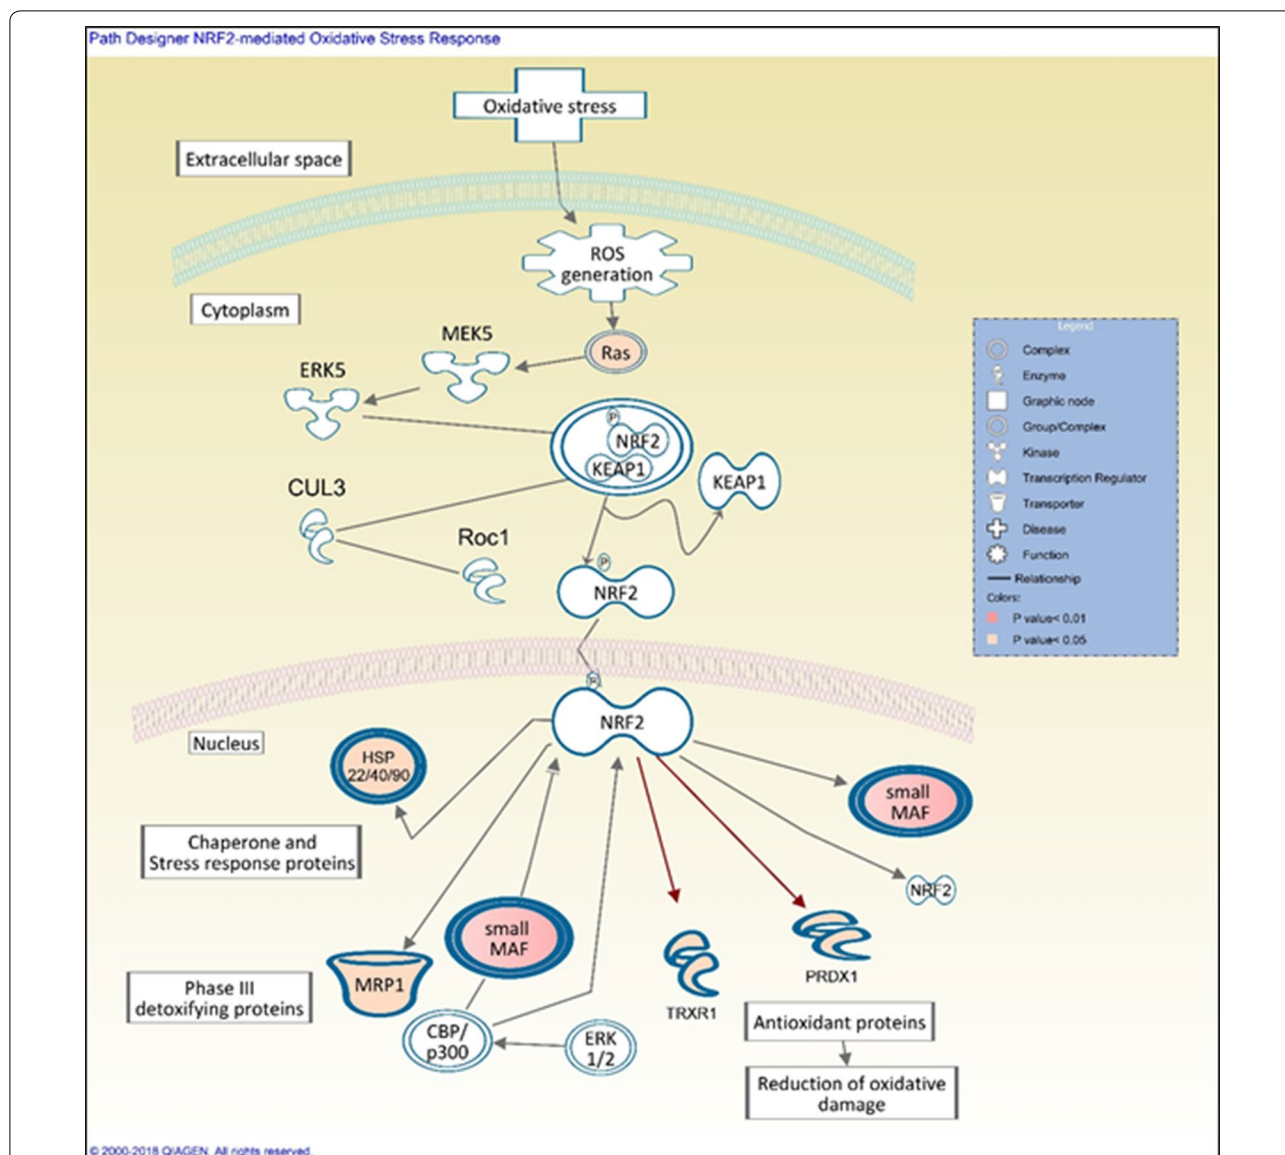 Path Designer NRF2-mediated Oxidative Stress Response
Oxidative stress
Extracellular space
ROS
generation
Cytoplasm
MEK5
Ras
ERK5
P
NRF2
KEAP1
KEAP1
CUL3
Roc1
P
NRF2
Legend
Complex
Enzyme
Graphic node
Group/Complex
Kinase
Transcription Regulator
Transporter
Disease
Function
Relationship
Colors:
P value< 0.01
P value< 0.05
P
NRF2
Nucleus
HSP
22/40/90
small
MAF
Chaperone and
Stress response proteins
NRF2
small
MAF
MRP1
Phase III
detoxifying proteins
TRXR1
PRDX1
CBP/
p300
ERK
1/2
Antioxidant proteins
Reduction of oxidative
damage
© 2000-2018 QIAGEN. All rights reserved.